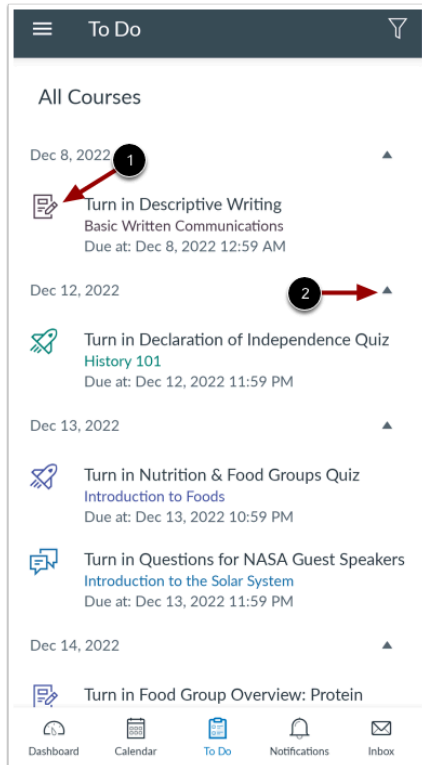 To Do
All Courses
Dec 8, 2022
1
Turn in Descriptive Writing
Basic Written Communications
Due at: Dec 8, 2022 12:59 AM
Dec 12, 2022
2
Turn in Declaration of Independence Quiz
History 101
Due at: Dec 12, 2022 11:59 PM
Dec 13, 2022
Turn in Nutrition & Food Groups Quiz
Introduction to Foods
Due at: Dec 13, 2022 10:59 PM
Turn in Questions for NASA Guest Speakers
Introduction to the Solar System
Due at: Dec 13, 2022 11:59 PM
Dec 14, 2022
Turn in Food Group Overview: Protein
Dashboard Calendar To Do Notifications Inbox